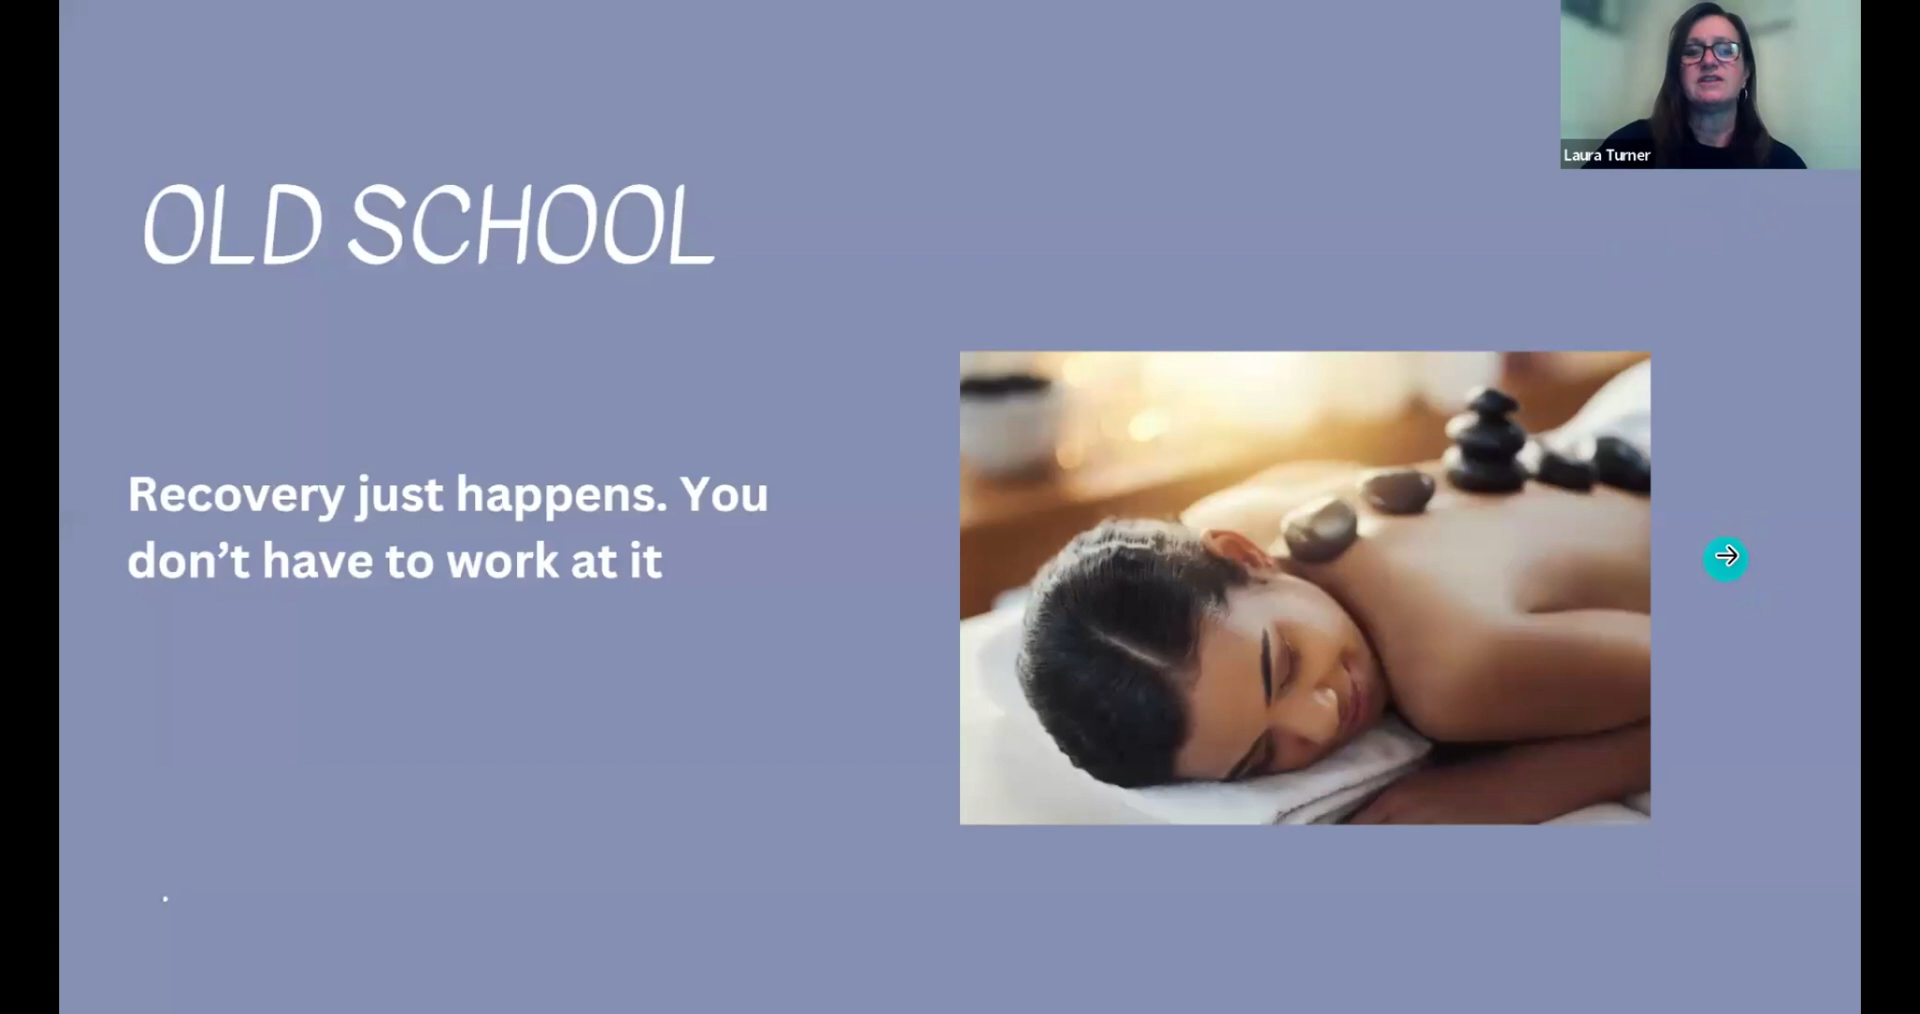 Laura Turner
OLD SCHOOL
Recovery just happens. You
don’t have to work at it
.